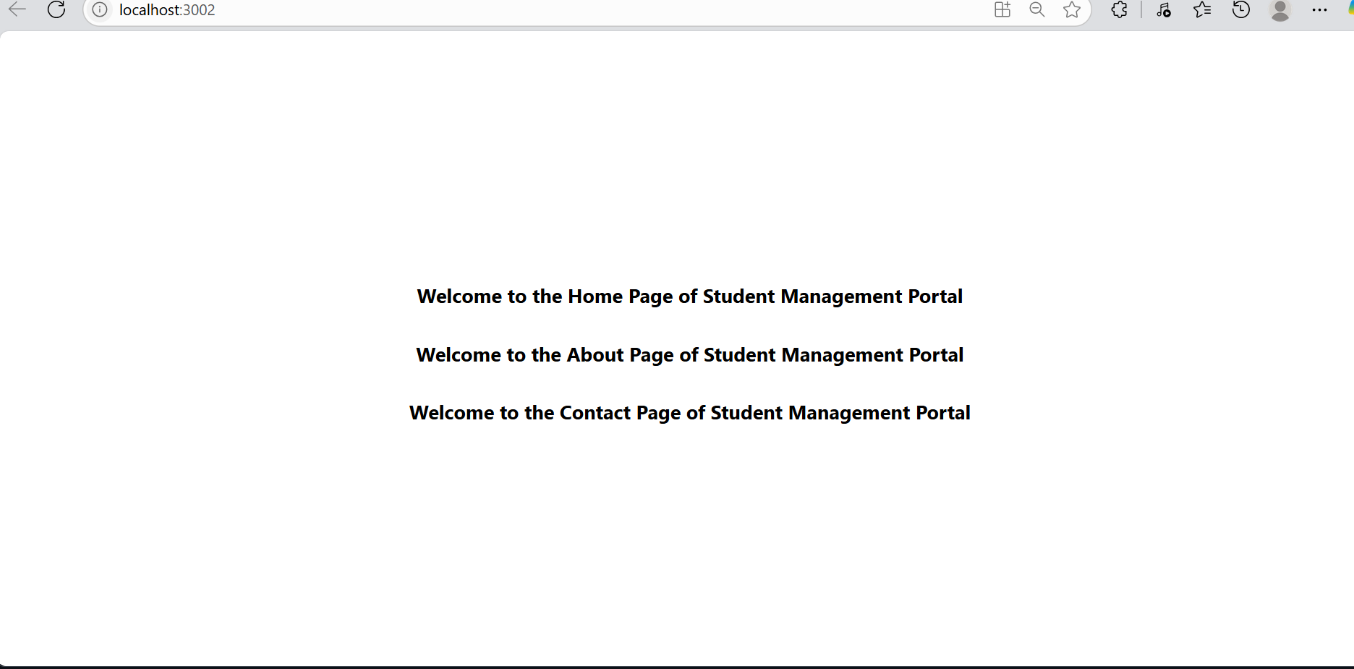 localhost:3002
Welcome to the Home Page of Student Management Portal
Welcome to the About Page of Student Management Portal
Welcome to the Contact Page of Student Management Portal